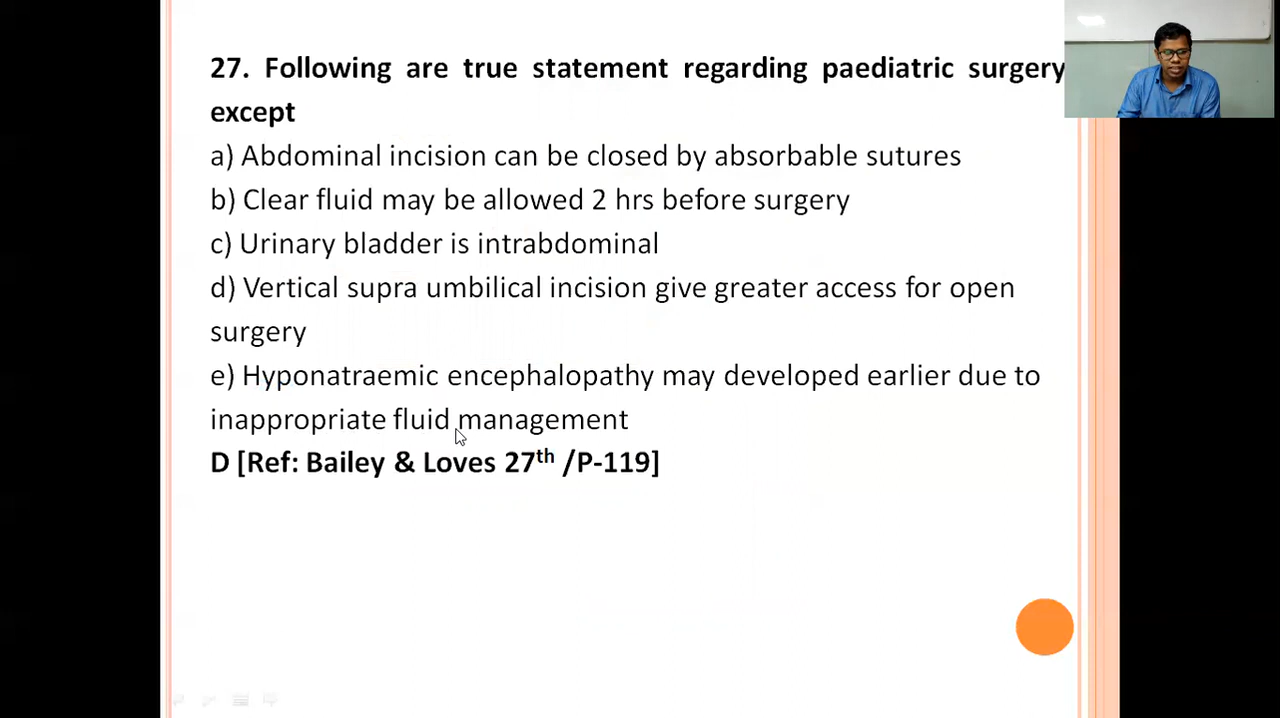 27. Following are true statement regarding paediatric surgery
except
a) Abdominal incision can be closed by absorbable sutures
b) Clear fluid may be allowed 2 hrs before surgery
c) Urinary bladder is intrabdominal
d) Vertical supra umbilical incision give greater access for open
surgery
e) Hyponatraemic encephalopathy may developed earlier due to
inappropriate fluid management
D [Ref: Bailey & Loves 27th /P-119]